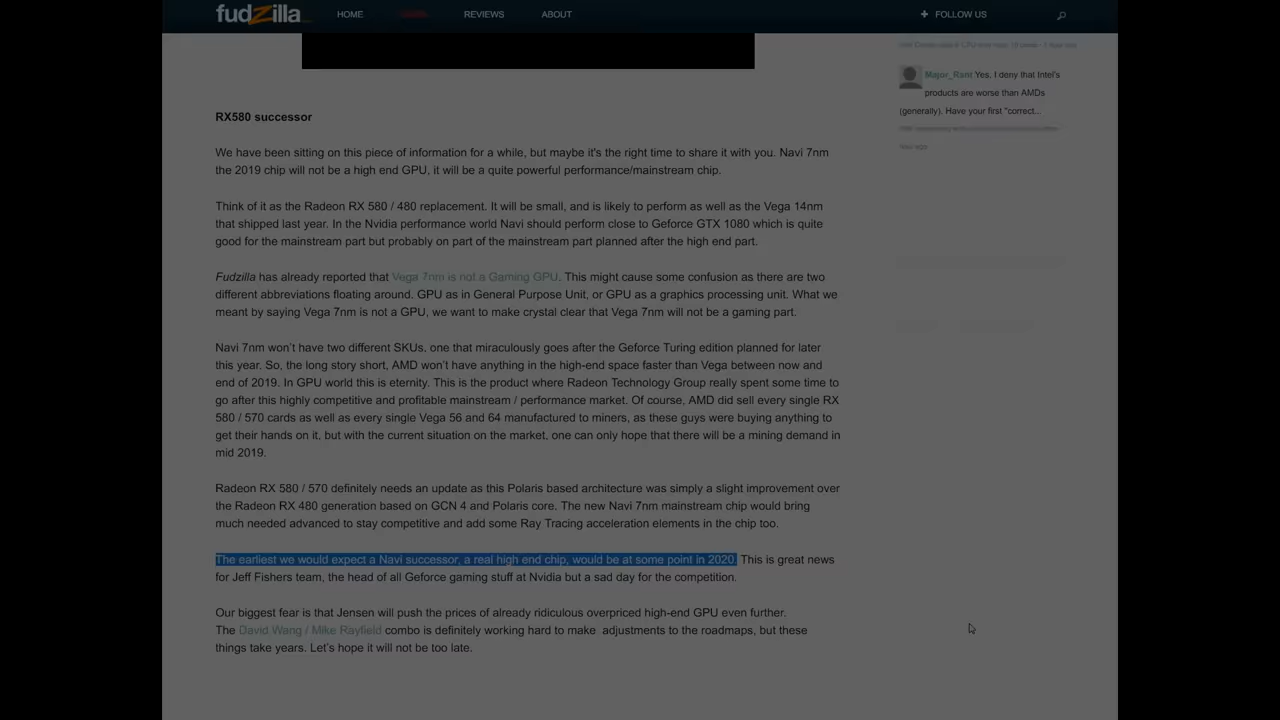 fudzilla
HOME
REVIEWS
ABOUT
+ FOLLOW US
Major_Rant Yes, I deny that Intel's
products are worse than AMDs
(generally). Have your first "correct...
RX580 successor
We have been sitting on this piece of information for a while, but maybe it's the right time to share it with you. Navi 7nm
the 2019 chip will not be a high end GPU, it will be a quite powerful performance/mainstream chip.
Think of it as the Radeon RX 580 / 480 replacement. It will be small, and is likely to perform as well as the Vega 14nm
that shipped last year. In the Nvidia performance world Navi should perform close to Geforce GTX 1080 which is quite
good for the mainstream part but probably on part of the mainstream part planned after the high end part.
Fudzilla has already reported that Vega 7nm is not a Gaming GPU. This might cause some confusion as there are two
different abbreviations floating around. GPU as in General Purpose Unit, or GPU as a graphics processing unit. What we
meant by saying Vega 7nm is not a GPU, we want to make crystal clear that Vega 7nm will not be a gaming part.
Navi 7nm won't have two different SKUs, one that miraculously goes after the Geforce Turing edition planned for later
this year. So, the long story short, AMD won't have anything in the high-end space faster than Vega between now and
end of 2019. In GPU world this is eternity. This is the product where Radeon Technology Group really spent some time to
go after this highly competitive and profitable mainstream / performance market. Of course, AMD did sell every single RX
580 / 570 cards as well as every single Vega 56 and 64 manufactured to miners, as these guys were buying anything to
get their hands on it, but with the current situation on the market, one can only hope that there will be a mining demand in
mid 2019.
Radeon RX 580 / 570 definitely needs an update as this Polaris based architecture was simply a slight improvement over
the Radeon RX 480 generation based on GCN 4 and Polaris core. The new Navi 7nm mainstream chip would bring
much needed advanced to stay competitive and add some Ray Tracing acceleration elements in the chip too.
The earliest we would expect a Navi successor, a real high end chip, would be at some point in 2020. This is great news
for Jeff Fishers team, the head of all Geforce gaming stuff at Nvidia but a sad day for the competition.
Our biggest fear is that Jensen will push the prices of already ridiculous overpriced high-end GPU even further.
The David Wang / Mike Rayfield combo is definitely working hard to make adjustments to the roadmaps, but these
things take years. Let's hope it will not be too late.